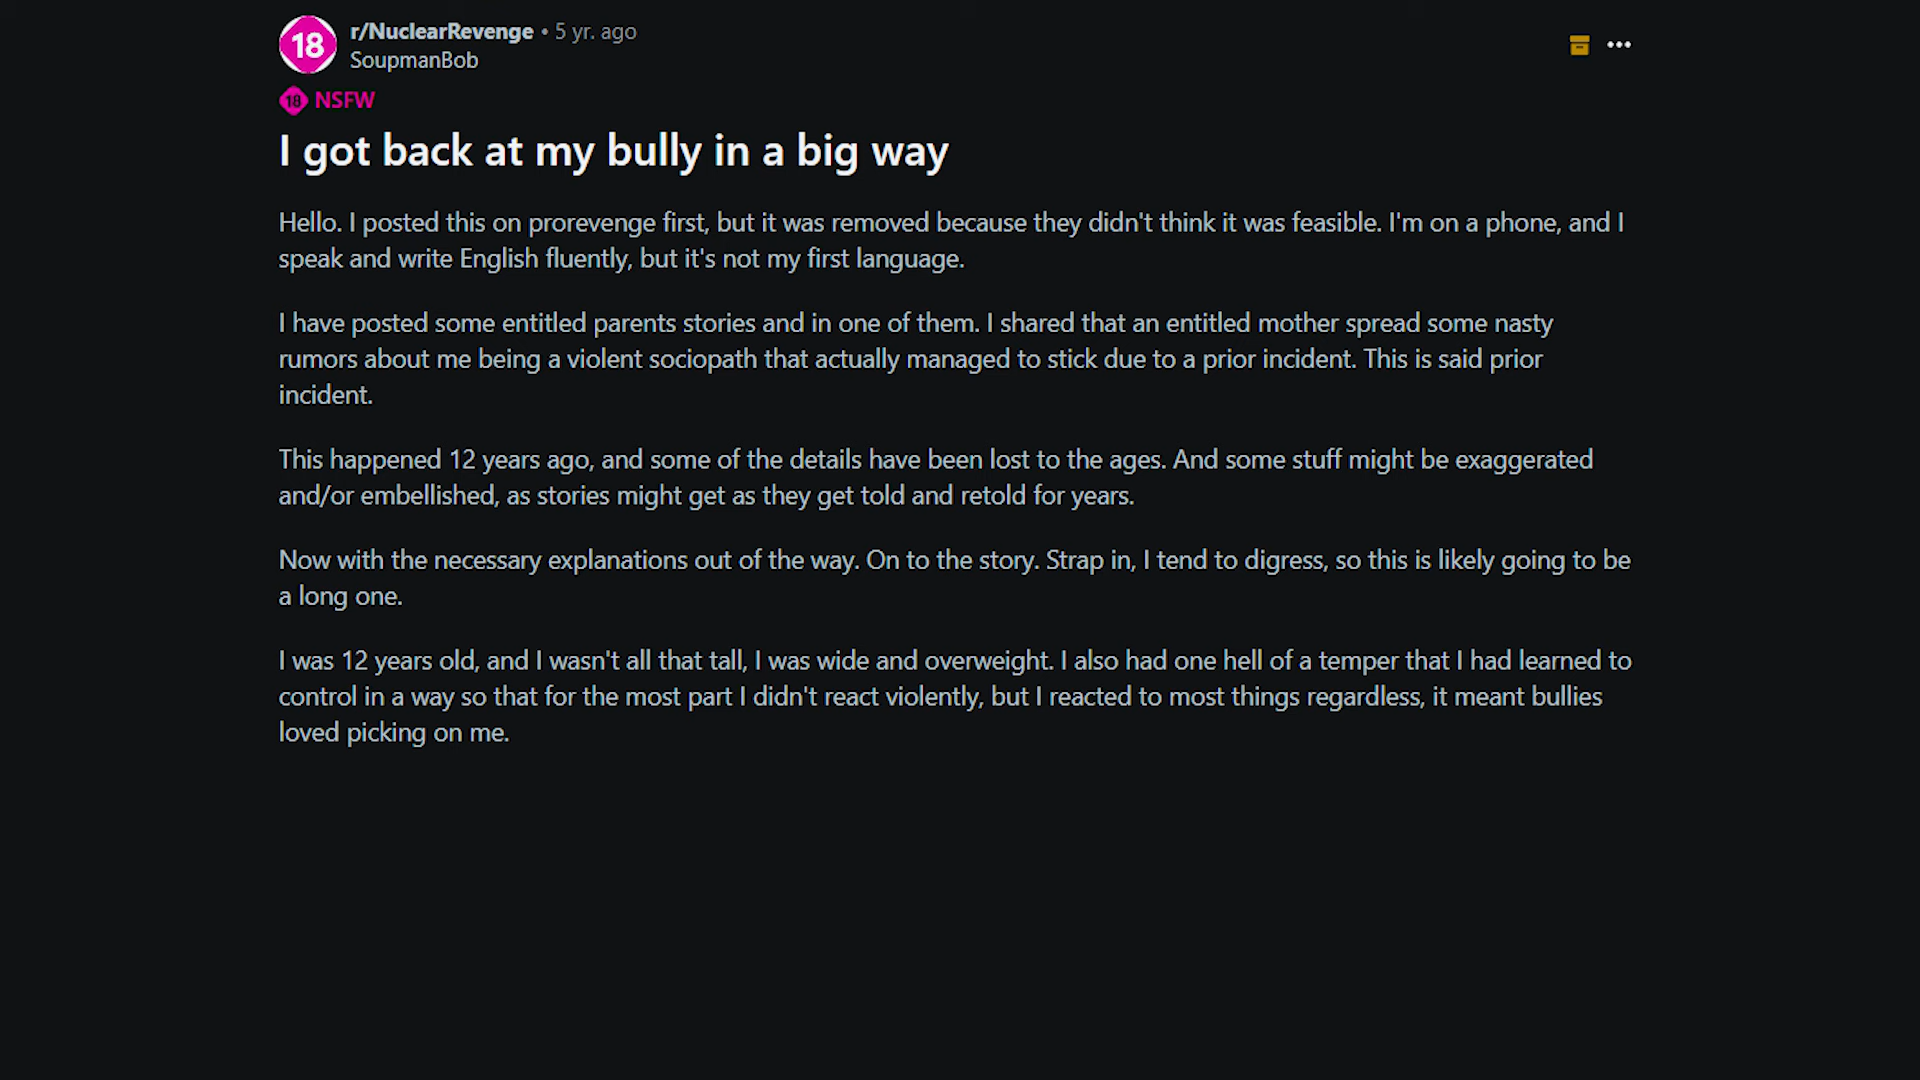 18
r/NuclearRevenge • 5 yr. ago
SoupmanBob
18 NSFW
I got back at my bully in a big way
Hello. I posted this on prorevenge first, but it was removed because they didn't think it was feasible. I'm on a phone, and I
speak and write English fluently, but it's not my first language.
I have posted some entitled parents stories and in one of them. I shared that an entitled mother spread some nasty
rumors about me being a violent sociopath that actually managed to stick due to a prior incident. This is said prior
incident.
This happened 12 years ago, and some of the details have been lost to the ages. And some stuff might be exaggerated
and/or embellished, as stories might get as they get told and retold for years.
Now with the necessary explanations out of the way. On to the story. Strap in, I tend to digress, so this is likely going to be
a long one.
I was 12 years old, and I wasn't all that tall, I was wide and overweight. I also had one hell of a temper that I had learned to
control in a way so that for the most part I didn't react violently, but I reacted to most things regardless, it meant bullies
loved picking on me.